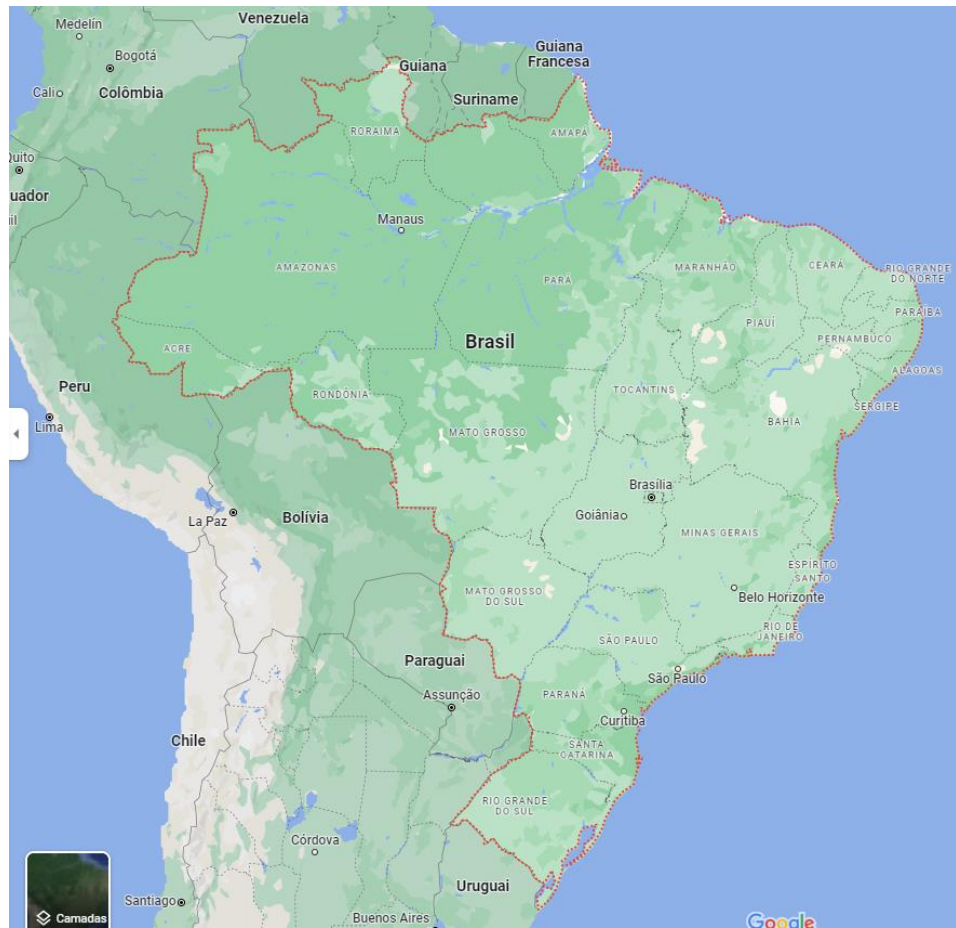 Venezuela
Medellín
Guiana
Francesa
Bogotá
Guiana
Cali
Colômbia
Suriname
RORAIMA
AMAPÁ
Quito
uador
il
Manaus
AMAZONAS
PARÁ
MARANHÃO
CEARÁ
RIO GRANDE
DO NORTE
PARAÍBA
PIAUÍ
Brasil
PERNAMBUCO
ACRE
ALAGOAS
Peru
RONDÔNIA
TOCANTINS
SERGIPE
Lima
MATO GROSSO
BAHIA
Brasília
La Paz
Bolívia
Goiânia
MINAS GERAIS
ESPÍRITO
SANTO
MATO GROSSO
DO SUL
Belo Horizonte
RIO DE
JANEIRO
SÃO PAULO
Paraguai
São Paulo
Assunção
PARANÁ
Curitiba
Chile
SANTA
CATARINA
RIO GRANDE
DO SUL
Córdova
Uruguai
Santiago
Camadas
Buenos Aires
Google